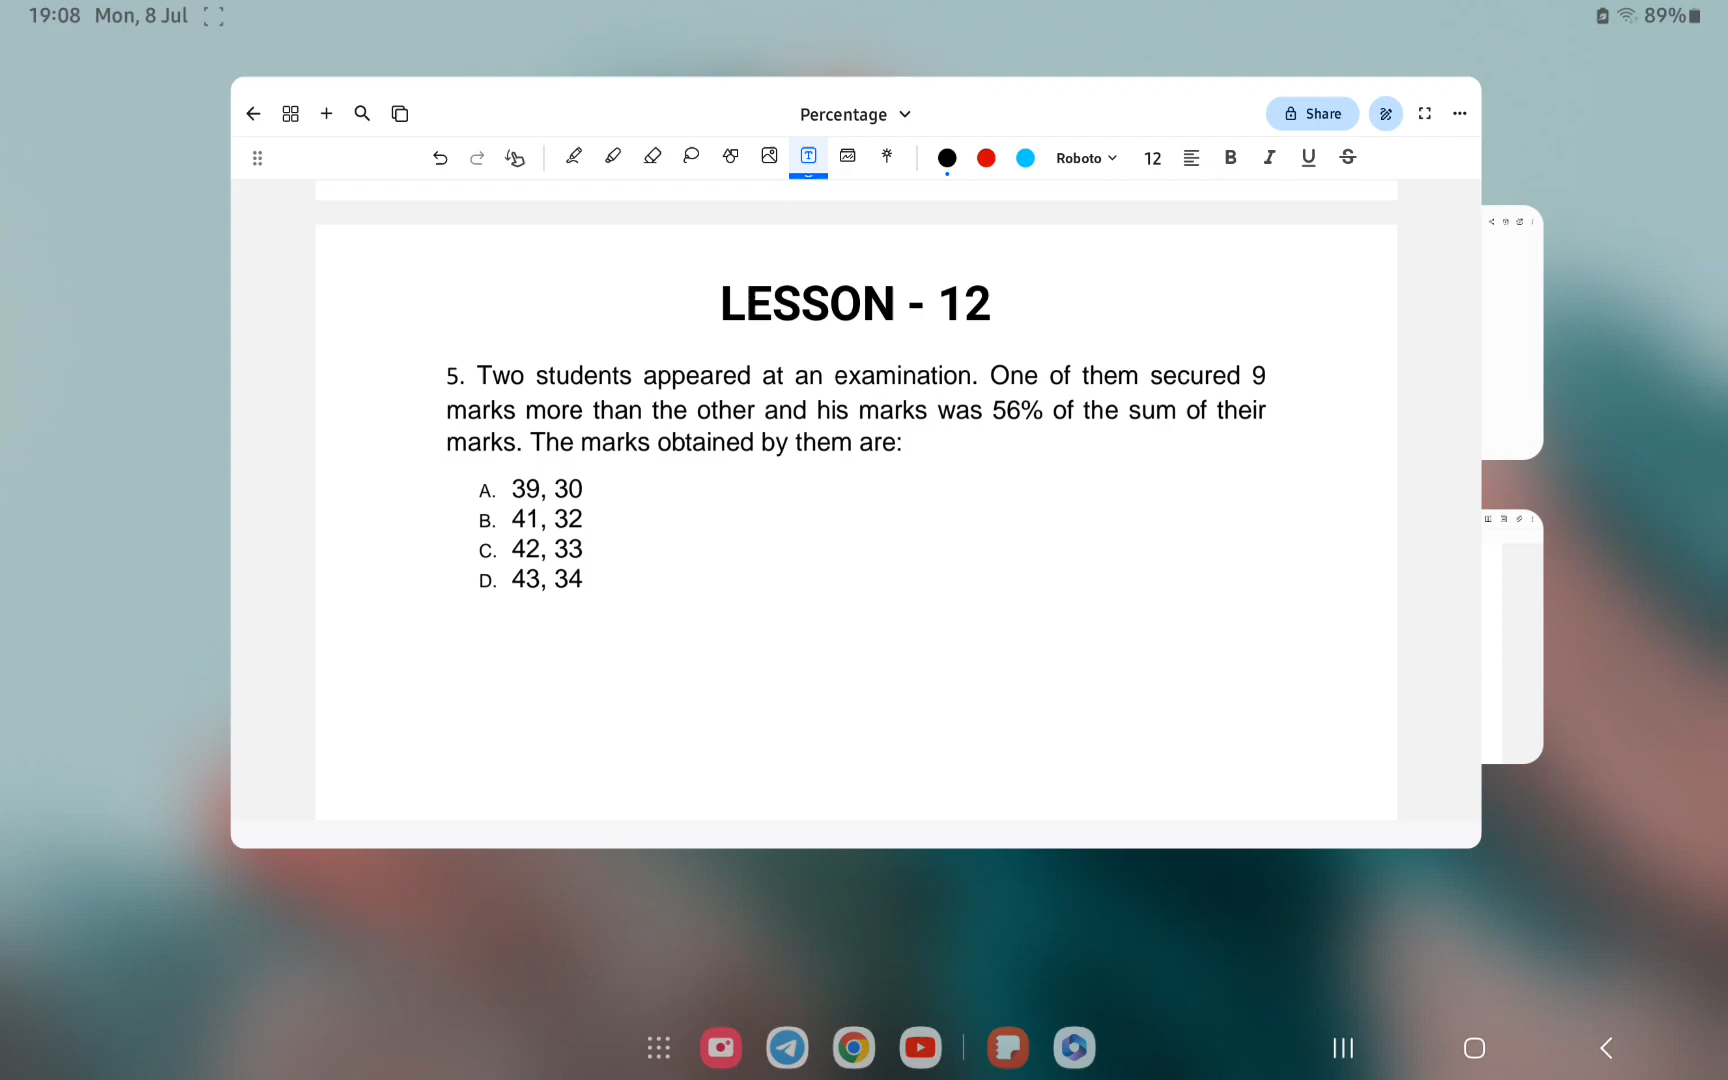 19:08 Mon, 8 Jul 89%
Percentage Share
Roboto 12 B I U S
LESSON - 12
5. Two students appeared at an examination. One of them secured 9
marks more than the other and his marks was 56% of the sum of their
marks. The marks obtained by them are:
A. 39, 30
B. 41, 32
C. 42, 33
D. 43, 34